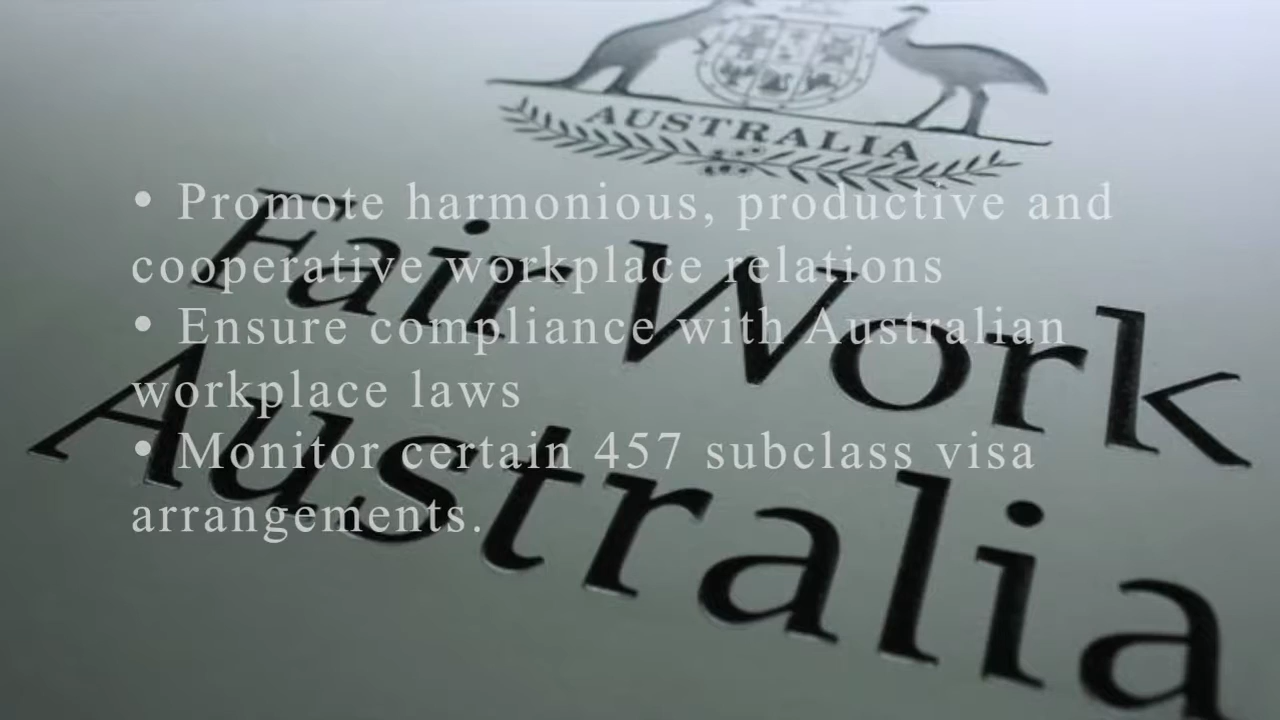 AUSTRALIA
Fair Work
Australia
• Promote harmonious, productive and
cooperative workplace relations
• Ensure compliance with Australian
workplace laws
• Monitor certain 457 subclass visa
arrangements.